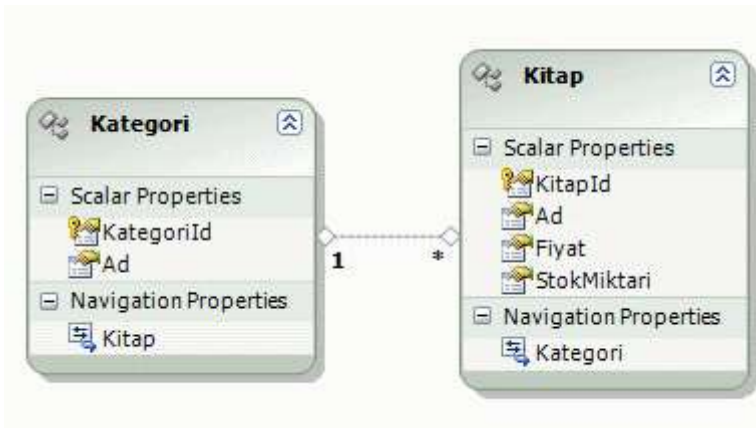 Kategori
Scalar Properties
KategoriId
Ad
Navigation Properties
Kitap
1
*
Kitap
Scalar Properties
KitapId
Ad
Fiyat
StokMiktari
Navigation Properties
Kategori